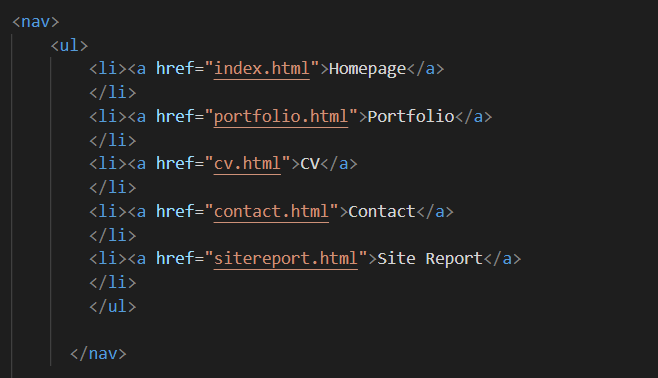 <nav>
<ul>
<li><a href="index.html">Homepage</a>
</li>
<li><a href="portfolio.html">Portfolio</a>
</li>
<li><a href="cv.html">CV</a>
</li>
<li><a href="contact.html">Contact</a>
</li>
<li><a href="sitereport.html">Site Report</a>
</li>
</ul>
</nav>